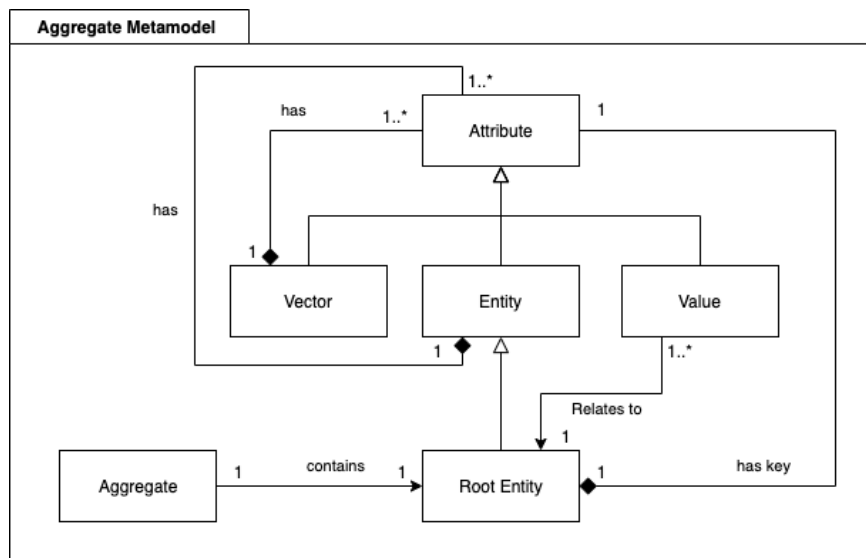 Aggregate Metamodel
1..*
has
1..*
Attribute
1
has
1
Vector
Entity
Value
1
1..*
Relates to
1
Aggregate
1
contains
1
Root Entity
1
has key